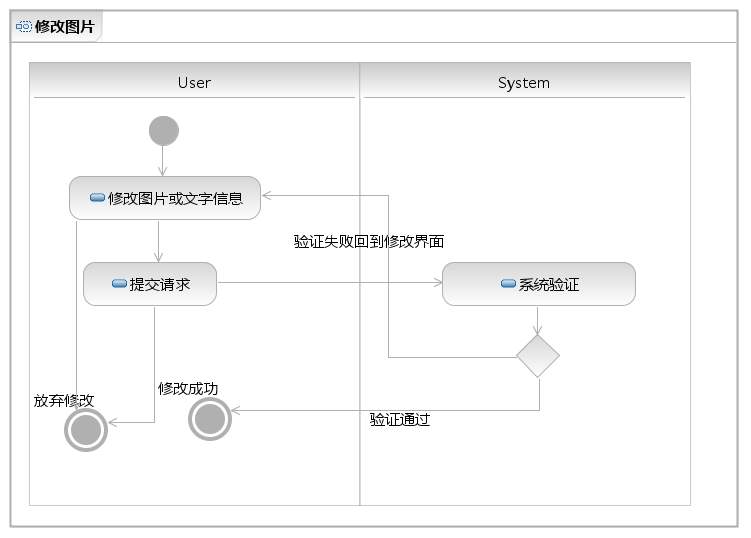 修改图片
User
System
修改图片或文字信息
验证失败回到修改界面
提交请求
系统验证
修改成功
放弃修改
验证通过